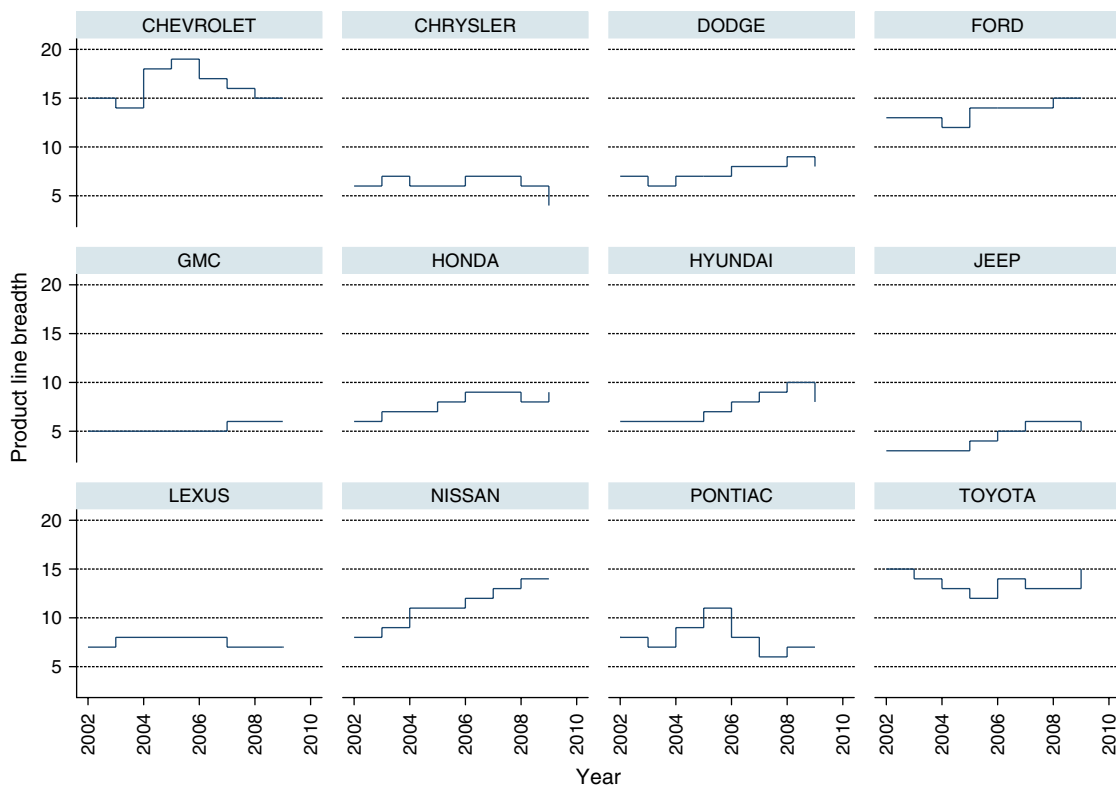 CHEVROLET CHRYSLER DODGE FORD
20
15
10
5
GMC HONDA HYUNDAI JEEP
20
15
10
5
Product line breadth
LEXUS NISSAN PONTIAC TOYOTA
20
15
10
5
2002 2004 2006 2008 2010 2002 2004 2006 2008 2010 2002 2004 2006 2008 2010 2002 2004 2006 2008 2010
Year